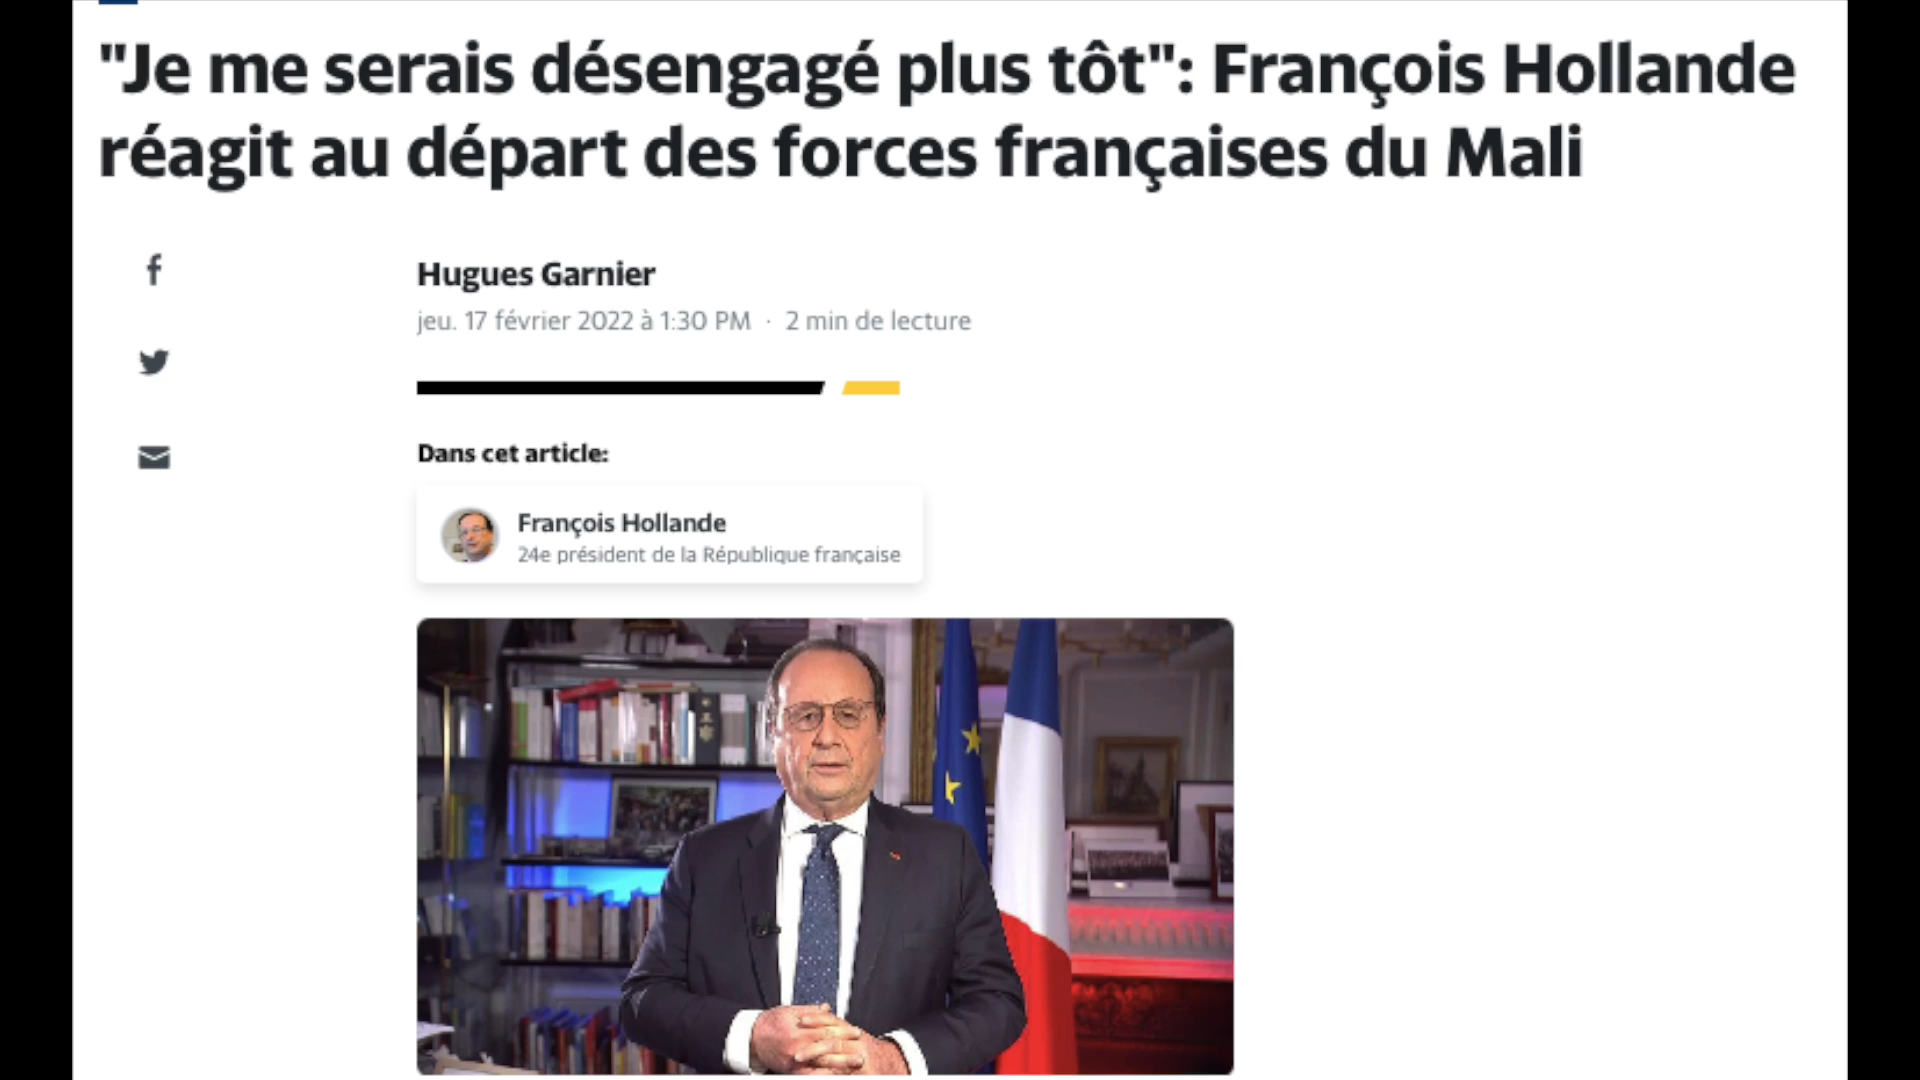 "Je me serais désengagé plus tôt": François Hollande
réagit au départ des forces françaises du Mali
Hugues Garnier
jeu. 17 février 2022 à 1:30 PM · 2 min de lecture
Dans cet article:
François Hollande
24e président de la République française